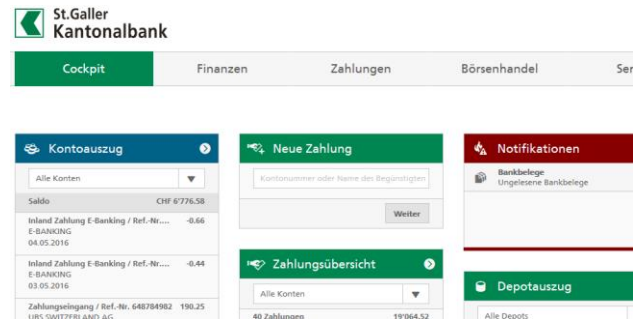 St.Galler
Kantonalbank
Cockpit
Finanzen
Zahlungen
Börsenhandel
Ser
Kontoauszug
Alle Konten
Saldo CHF 6'776.58
Inland Zahlung E-Banking / Ref.-Nr.... -0.66
E-BANKING
04.05.2016
Inland Zahlung E-Banking / Ref.-Nr.... -0.44
E-BANKING
03.05.2016
Zahlungseingang / Ref.-Nr. 648784982 190.25
UBS SWITZERLAND AG
Neue Zahlung
Kontonummer oder Name des Begünstigten
Weiter
Zahlungsübersicht
Alle Konten
40 Zahlungen 19'064.52
Notifikationen
Bankbelege
Ungelesene Bankbelege
Depotauszug
Alle Depots